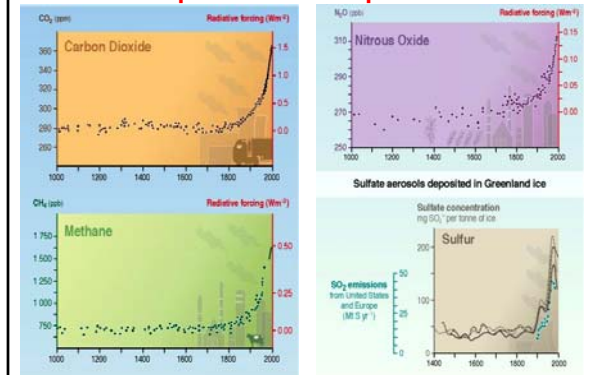 CO₂ (ppm) Radiative forcing (Wm⁻²)
Carbon Dioxide
360
340
320
300
280
260
1.5
1.0
0.5
0.0
1000 1200 1400 1600 1800 2000
N₂O (ppb) Radiative forcing (Wm⁻²)
Nitrous Oxide
310
290
270
250
0.15
0.10
0.05
0.00
1000 1200 1400 1600 1800 2000
CH₄ (ppb) Radiative forcing (Wm⁻²)
Methane
1 750
1 500
1 250
1 000
750
0.50
0.25
0.00
1000 1200 1400 1600 1800 2000
Sulfate aerosols deposited in Greenland ice
Sulfate concentration
mg SO₄²⁻ per tonne of ice
Sulfur
200
100
0
SO₂ emissions
from United States
and Europe
(Mt S yr⁻¹)
50
25
0
1400 1600 1800 2000